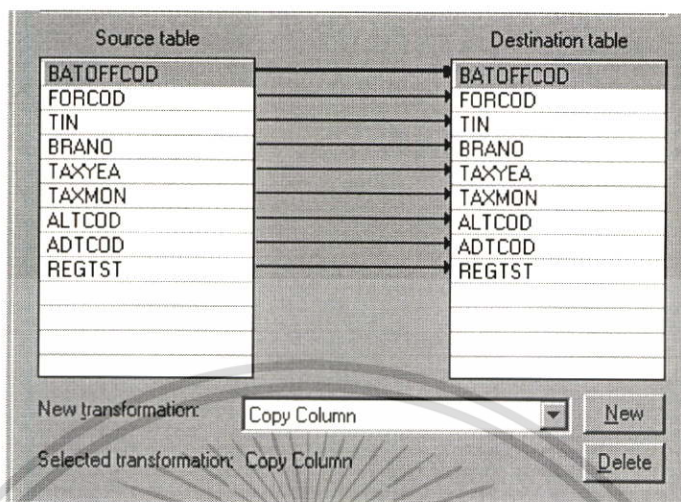 Source table
Destination table
BATOFFCOD
BATOFFCOD
FORCOD
FORCOD
TIN
TIN
BRANO
BRANO
TAXYEA
TAXYEA
TAXMON
TAXMON
ALTCOD
ALTCOD
ADTCOD
ADTCOD
REGTST
REGTST
New transformation:
Copy Column
New
Selected transformation: Copy Column
Delete